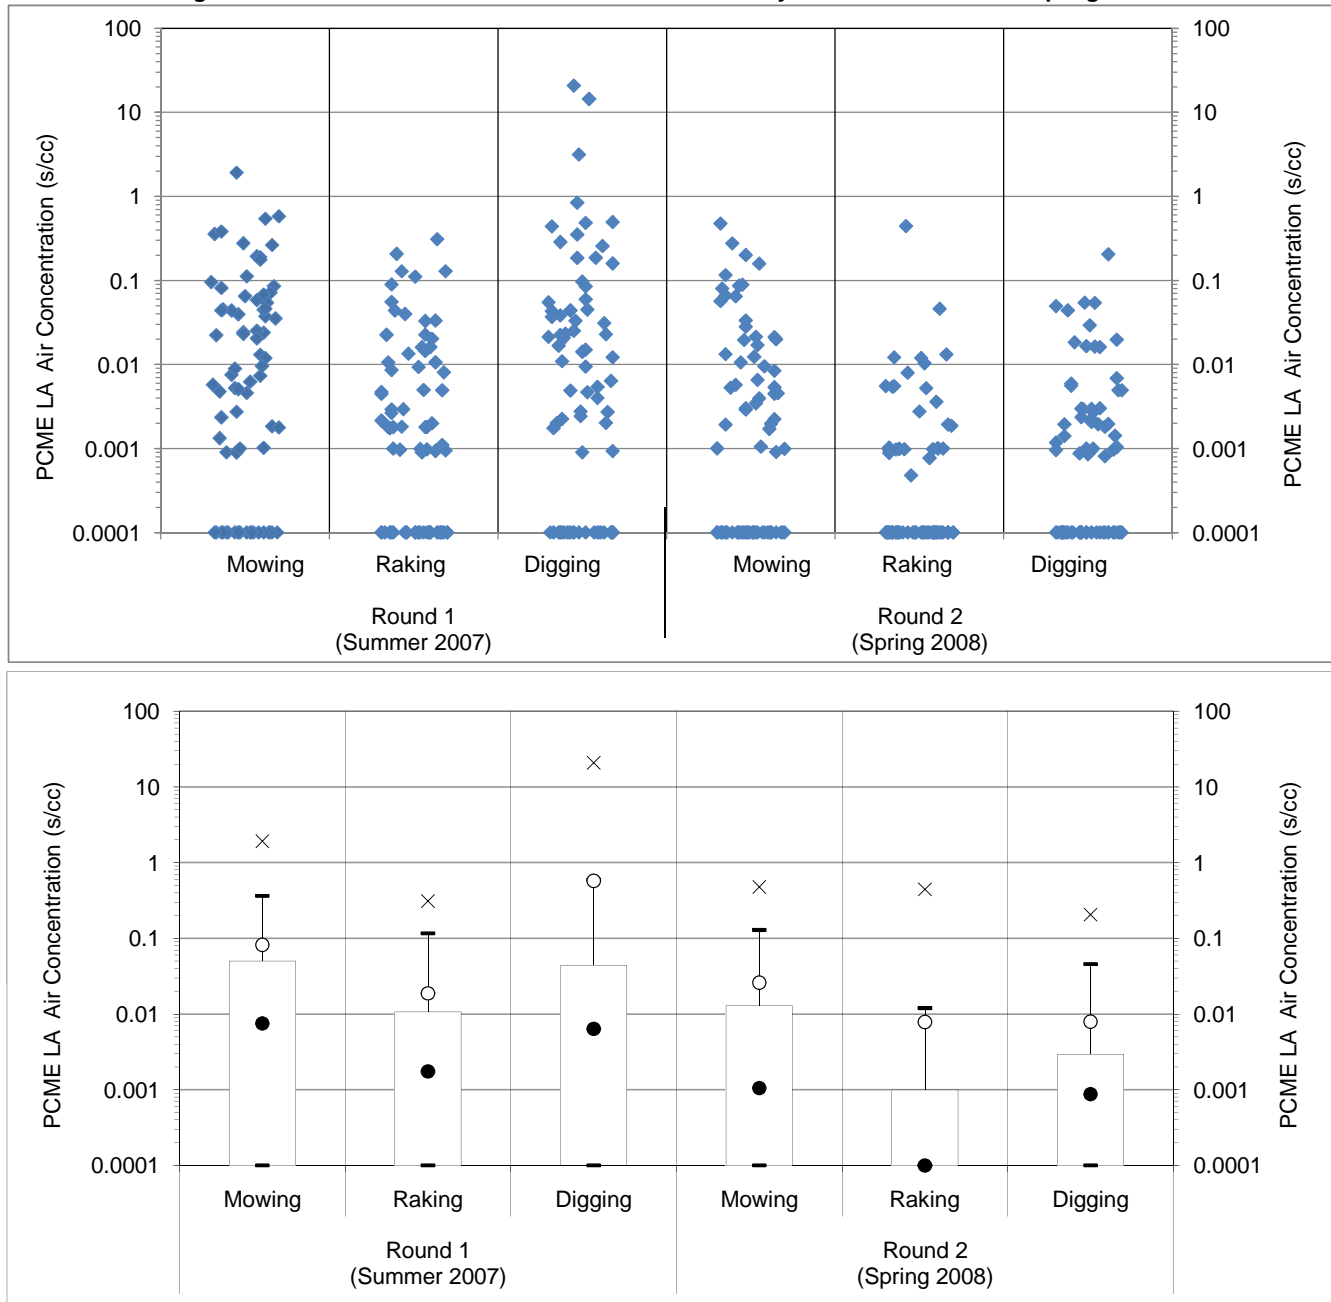 100
10
1
0.1
0.01
0.001
0.0001
PCME LA Air Concentration (s/cc)
100
10
1
0.1
0.01
0.001
0.0001
PCME LA Air Concentration (s/cc)
Mowing Raking Digging Mowing Raking Digging
Round 1 Round 2
(Summer 2007) (Spring 2008)
100
10
1
0.1
0.01
0.001
0.0001
PCME LA Air Concentration (s/cc)
100
10
1
0.1
0.01
0.001
0.0001
PCME LA Air Concentration (s/cc)
Mowing Raking Digging Mowing Raking Digging
Round 1 Round 2
(Summer 2007) (Spring 2008)